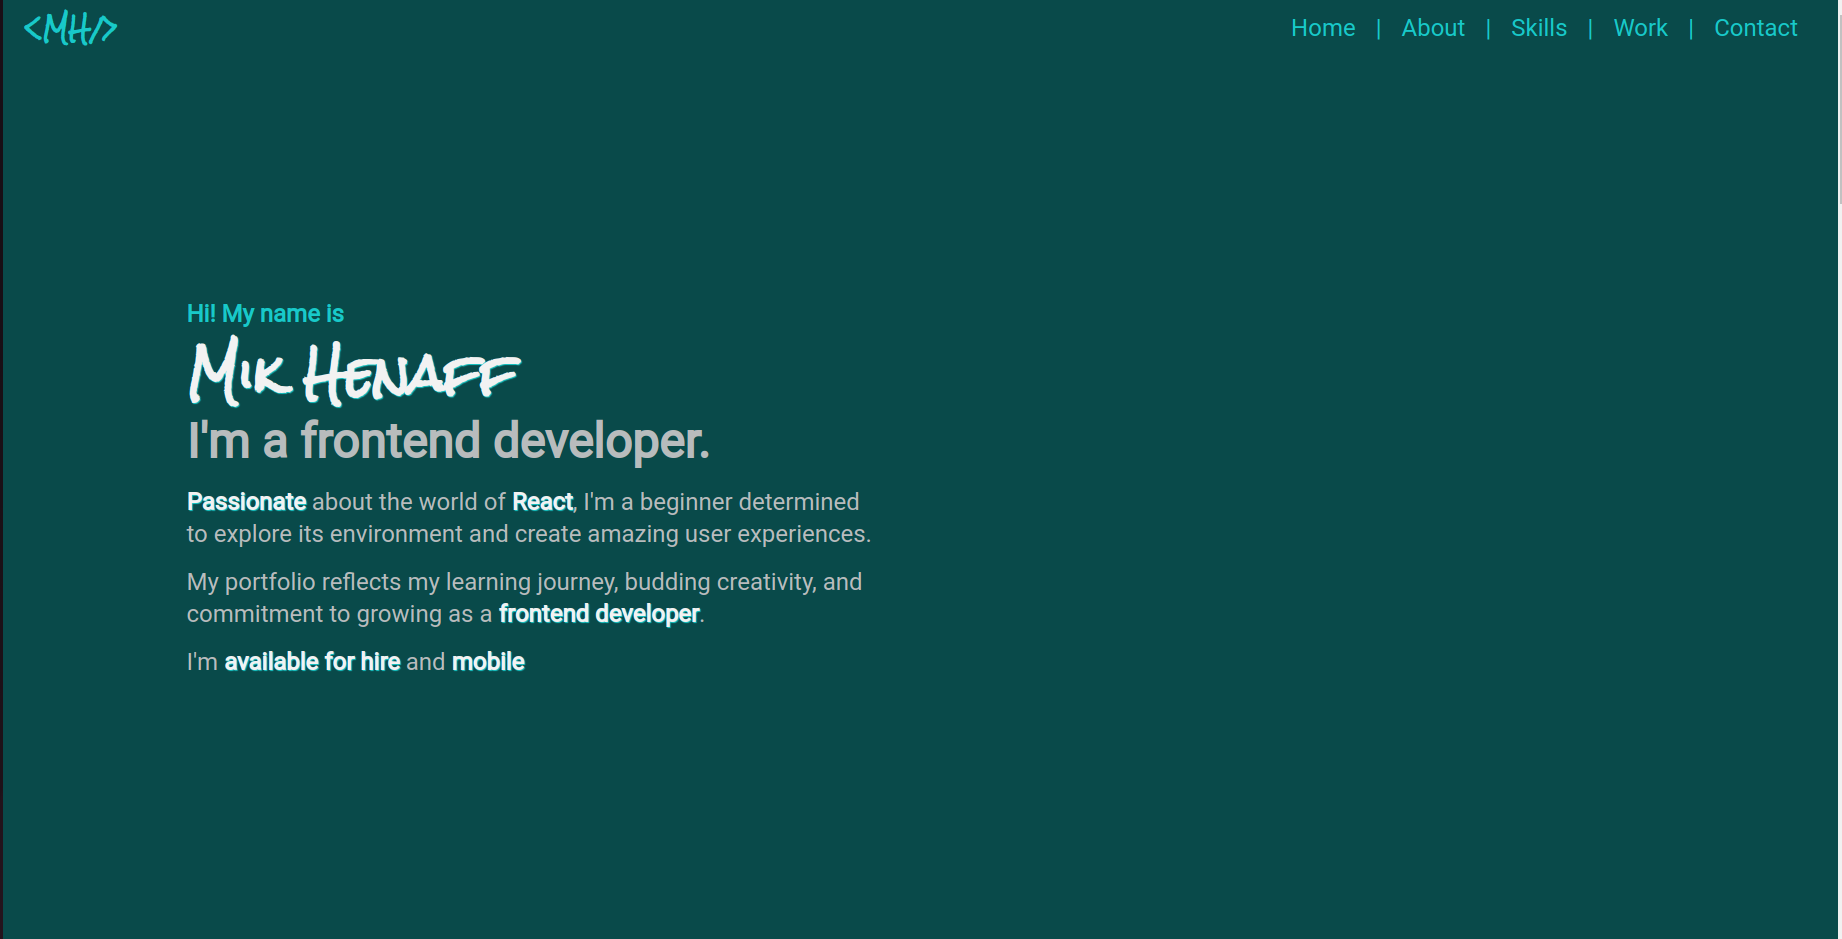 <MH/>
Home | About | Skills | Work | Contact
Hi! My name is
Mik Henaff
I'm a frontend developer.
Passionate about the world of React, I'm a beginner determined
to explore its environment and create amazing user experiences.
My portfolio reflects my learning journey, budding creativity, and
commitment to growing as a frontend developer.
I'm available for hire and mobile